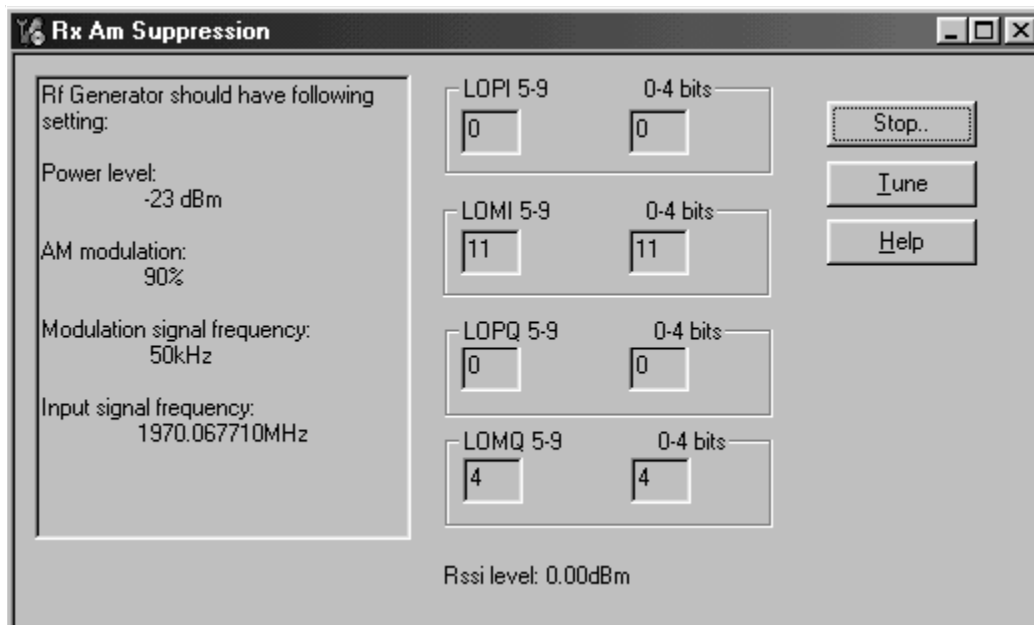 Rx Am Suppression
Rf Generator should have following
setting:
Power level:
-23 dBm
AM modulation:
90%
Modulation signal frequency:
50kHz
Input signal frequency:
1970.067710MHz
LOPI 5-9 0-4 bits
0 0
LOMI 5-9 0-4 bits
11 11
LOPQ 5-9 0-4 bits
0 0
LOMQ 5-9 0-4 bits
4 4
Rssi level: 0.00dBm
Stop..
Tune
Help